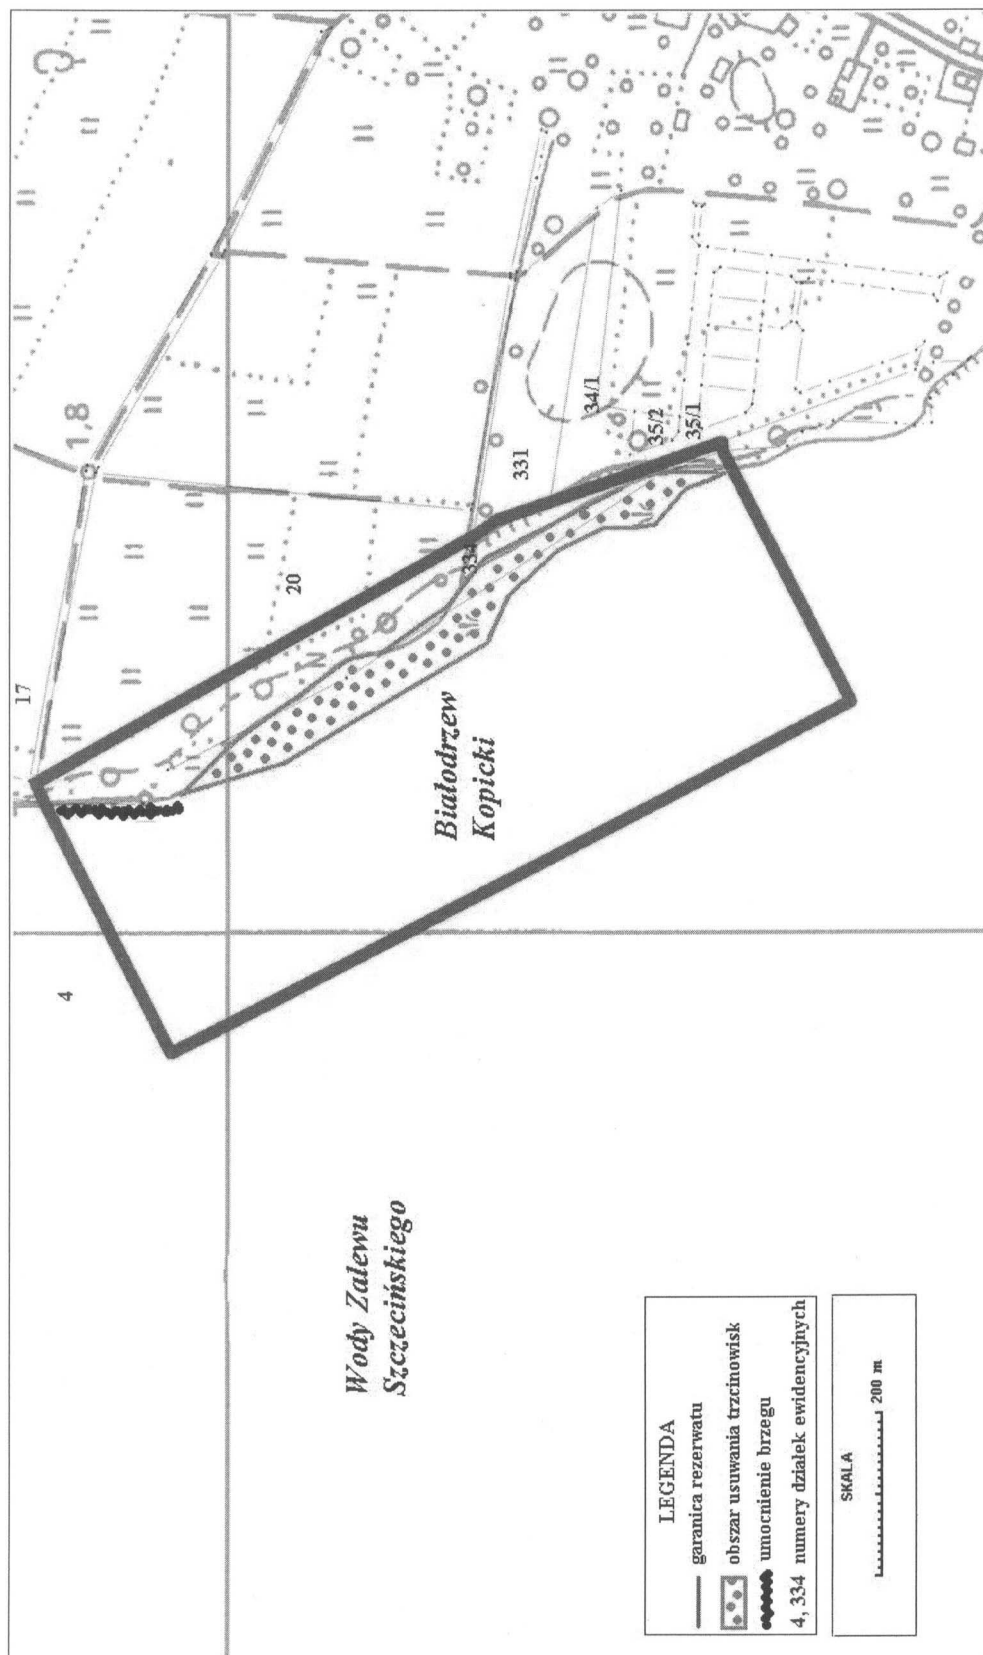 17
4
1,8
20
334
331
34/1
35/2
35/1
N
Białodrzew
Kopicki
Wody Zalewu
Szczecińskiego
LEGENDA
garanica rezerwatu
obszar usuwania trzcinowisk
umocnienie brzegu
4, 334 numery działek ewidencyjnych
SKALA
200 m